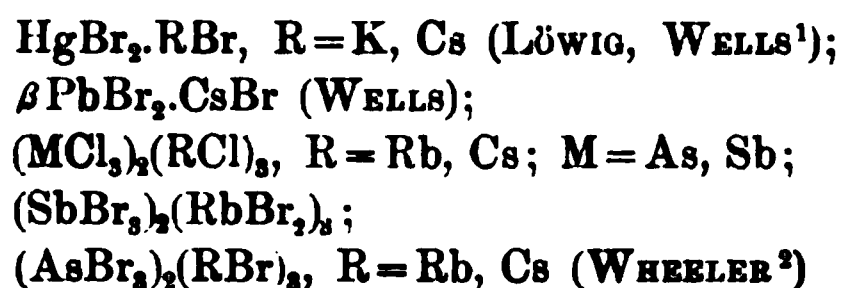 HgBr₂.RBr, R=K, Cs (Löwig, Wells¹);
βPbBr₂.CsBr (Wells);
(MCl₃)₂(RCl)₃, R=Rb, Cs; M=As, Sb;
(SbBr₃)₂(RbBr₂)₃;
(AsBr₃)₂(RBr)₃, R=Rb, Cs (Wheeler²)